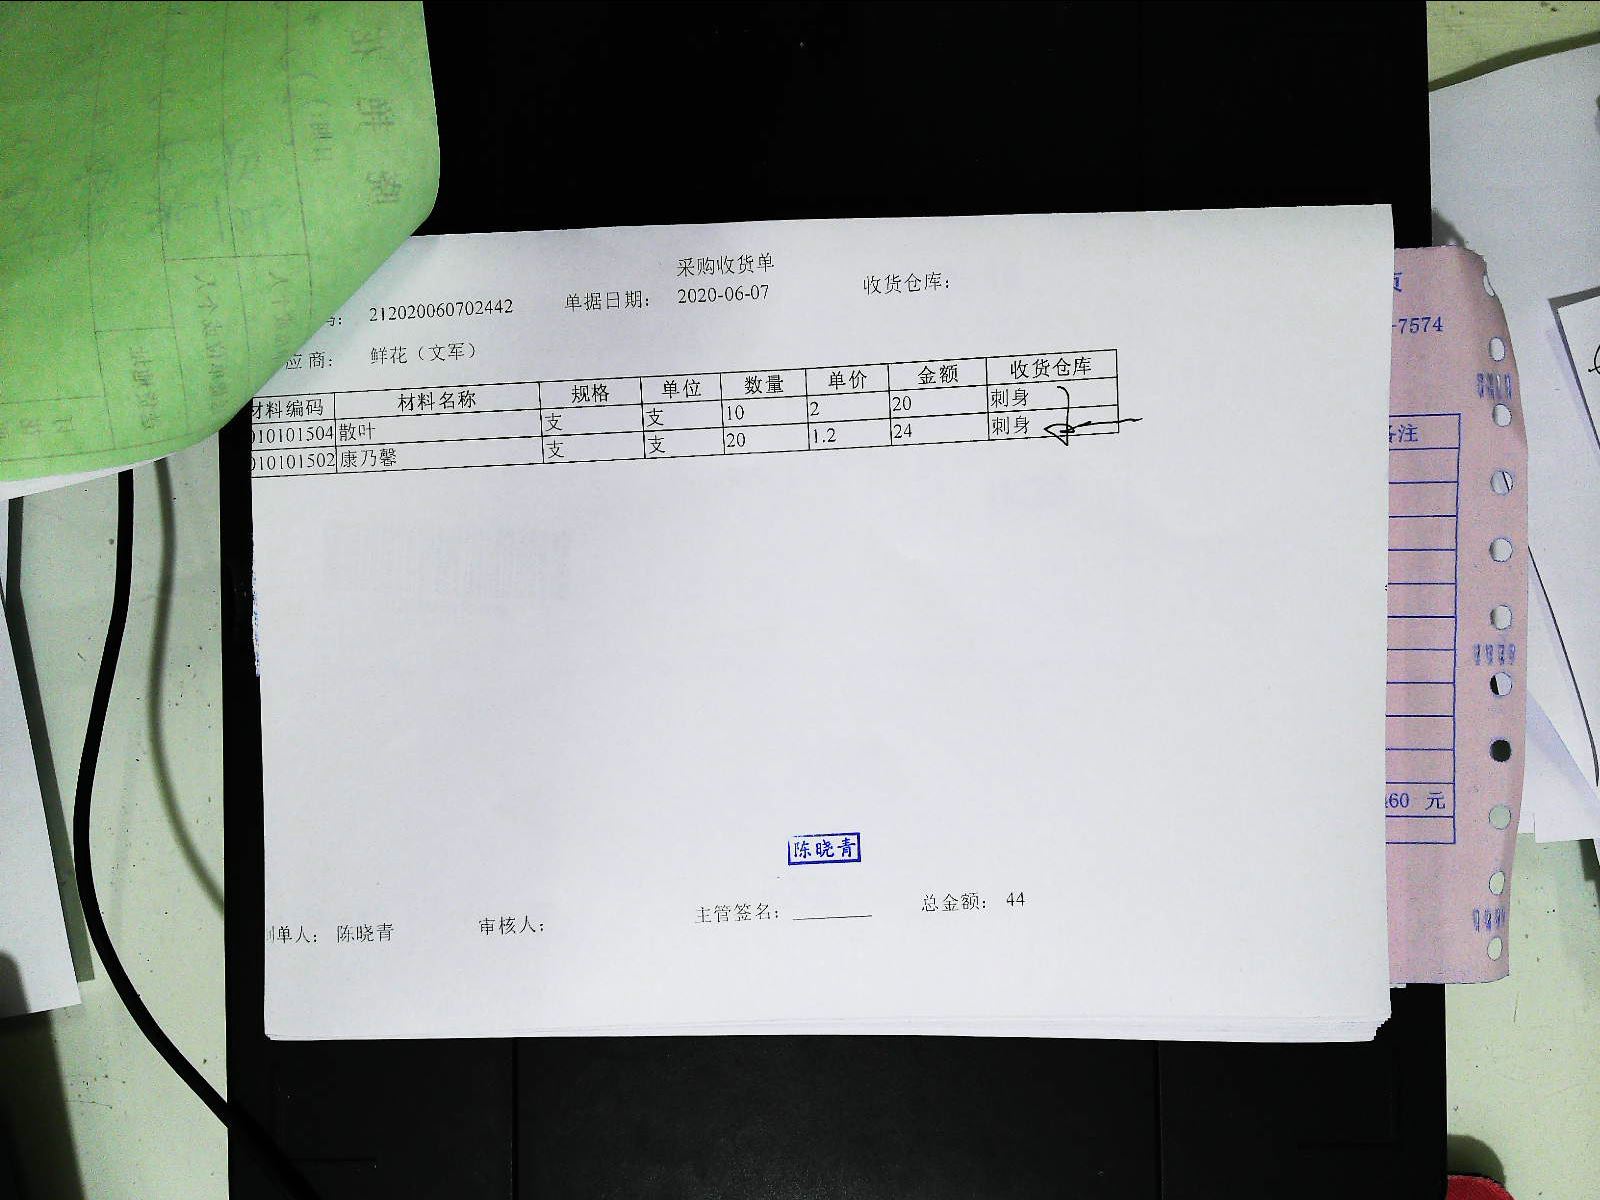 采购收货单
码： 212020060702442 单据日期： 2020-06-07 收货仓库：
应商： 鲜花（文军）
材料编码 材料名称 规格 单位 数量 单价 金额 收货仓库
010101504 散叶 支 支 10 2 20 刺身
010101502 康乃馨 支 支 20 1.2 24 刺身
陈晓青
制单人： 陈晓青 审核人： 主管签名： 总金额： 44
页
-7574
备注
60 元